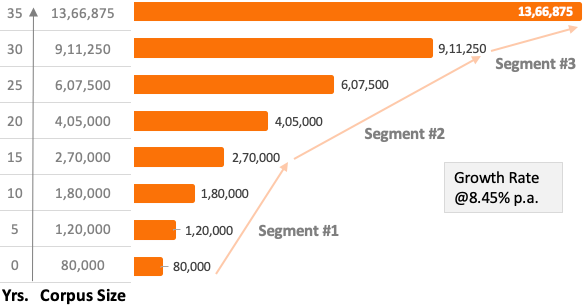 35 13,66,875 13,66,875
30 9,11,250 9,11,250
Segment #3
25 6,07,500 6,07,500
20 4,05,000 4,05,000
Segment #2
15 2,70,000 2,70,000
Growth Rate
@8.45% p.a.
10 1,80,000 1,80,000
5 1,20,000 1,20,000
Segment #1
0 80,000 80,000
Yrs. Corpus Size